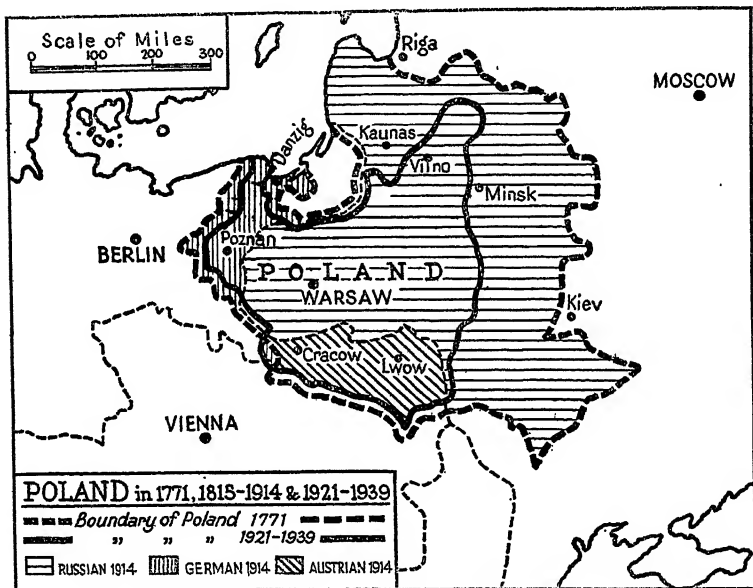 Scale of Miles
0 100 200 300
Riga
MOSCOW
Kaunas
Vilno
Danzig
Minsk
BERLIN
Poznań
POLAND
WARSAW
Kiev
Cracow
Lwow
VIENNA
POLAND in 1771, 1815-1914 & 1921-1939
Boundary of Poland 1771
„ „ „ 1921-1939
RUSSIAN 1914 GERMAN 1914 AUSTRIAN 1914